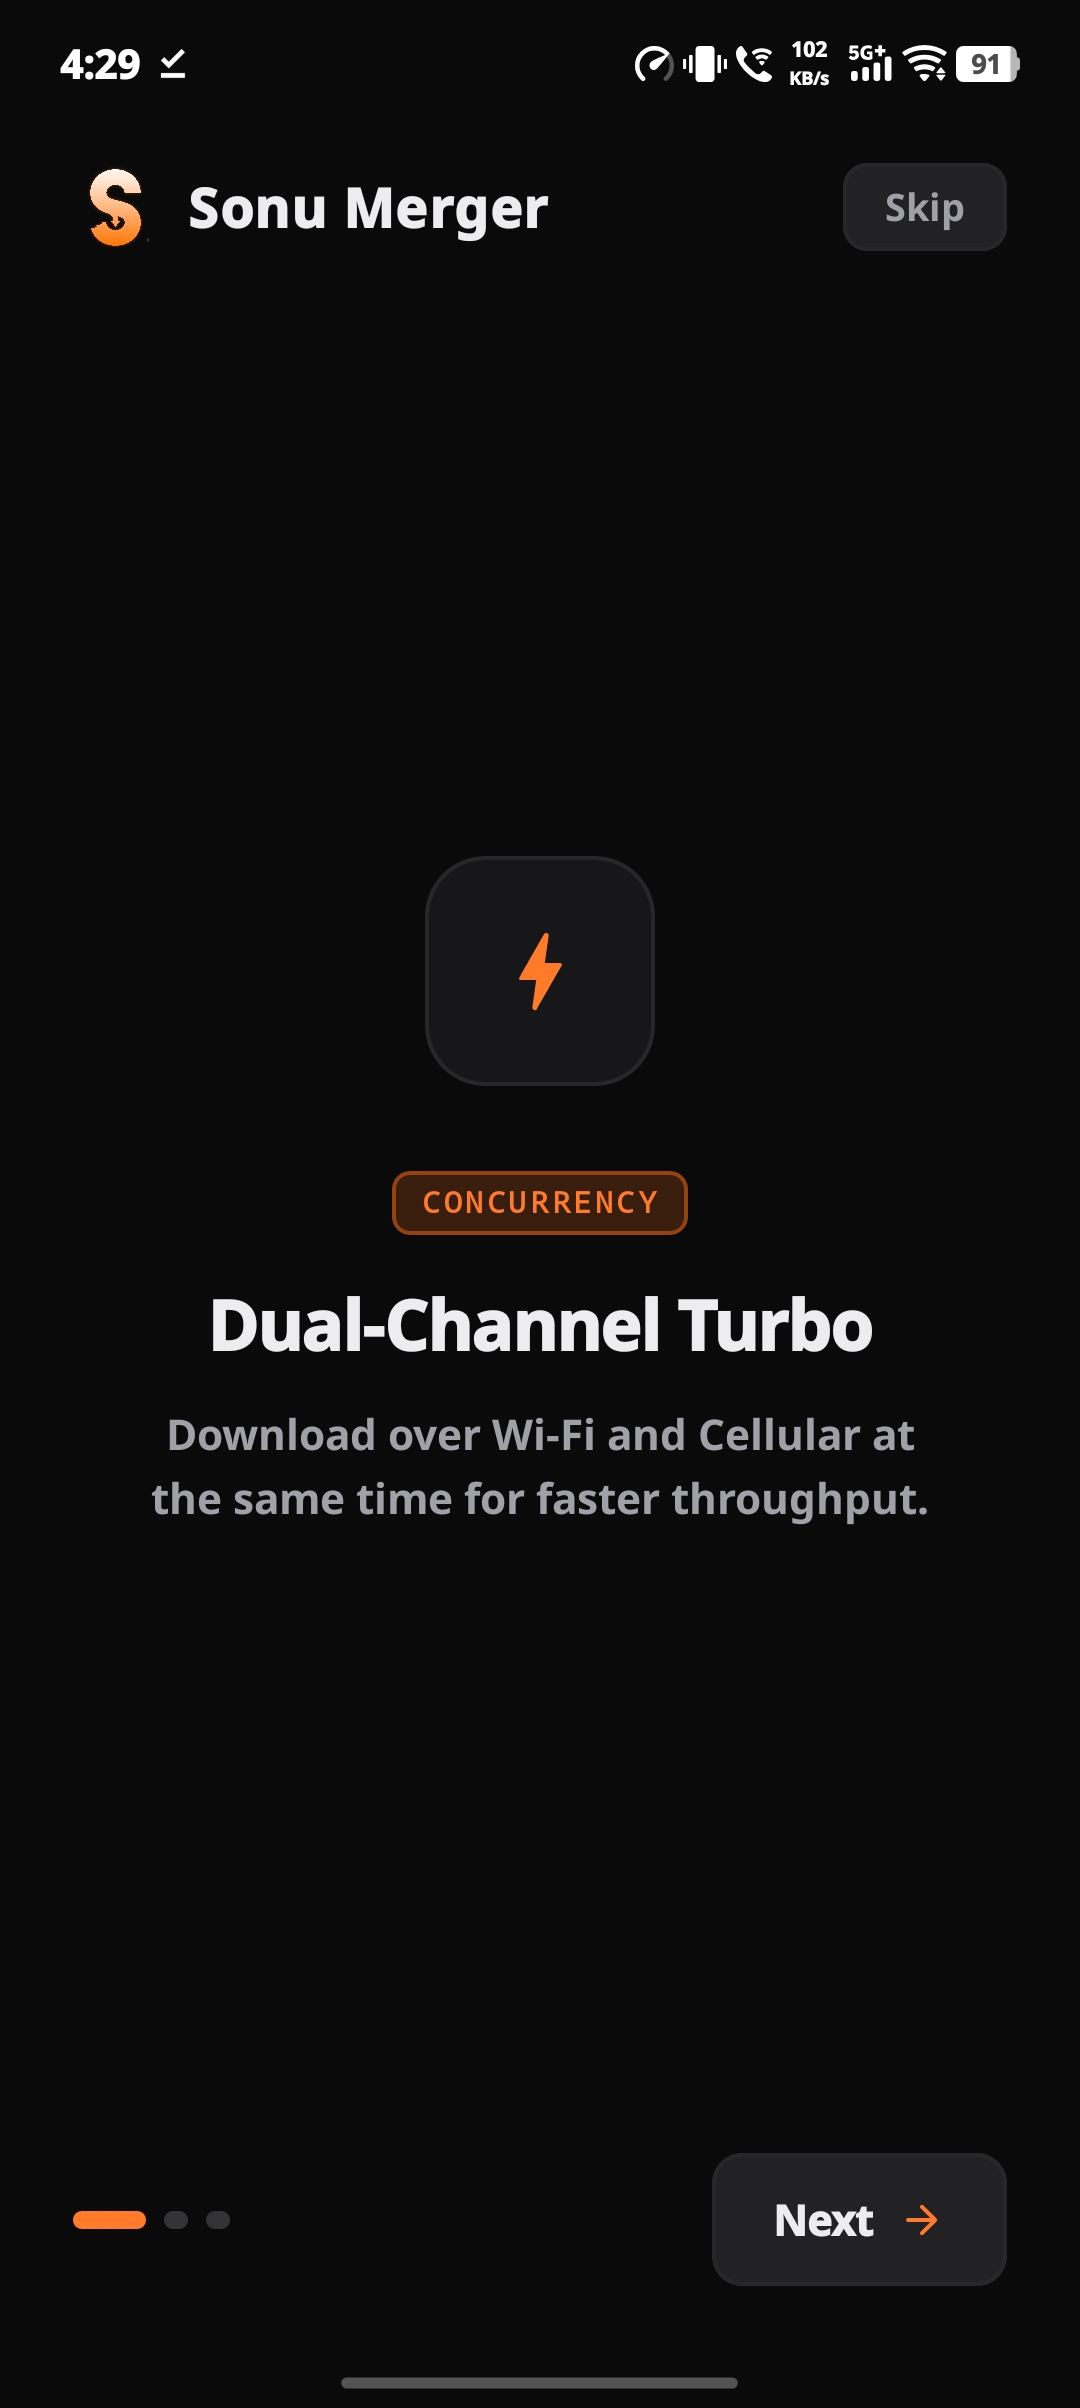 4:29
102
KB/s
5G+
91
Sonu Merger
Skip
CONCURRENCY
Dual-Channel Turbo
Download over Wi-Fi and Cellular at
the same time for faster throughput.
Next